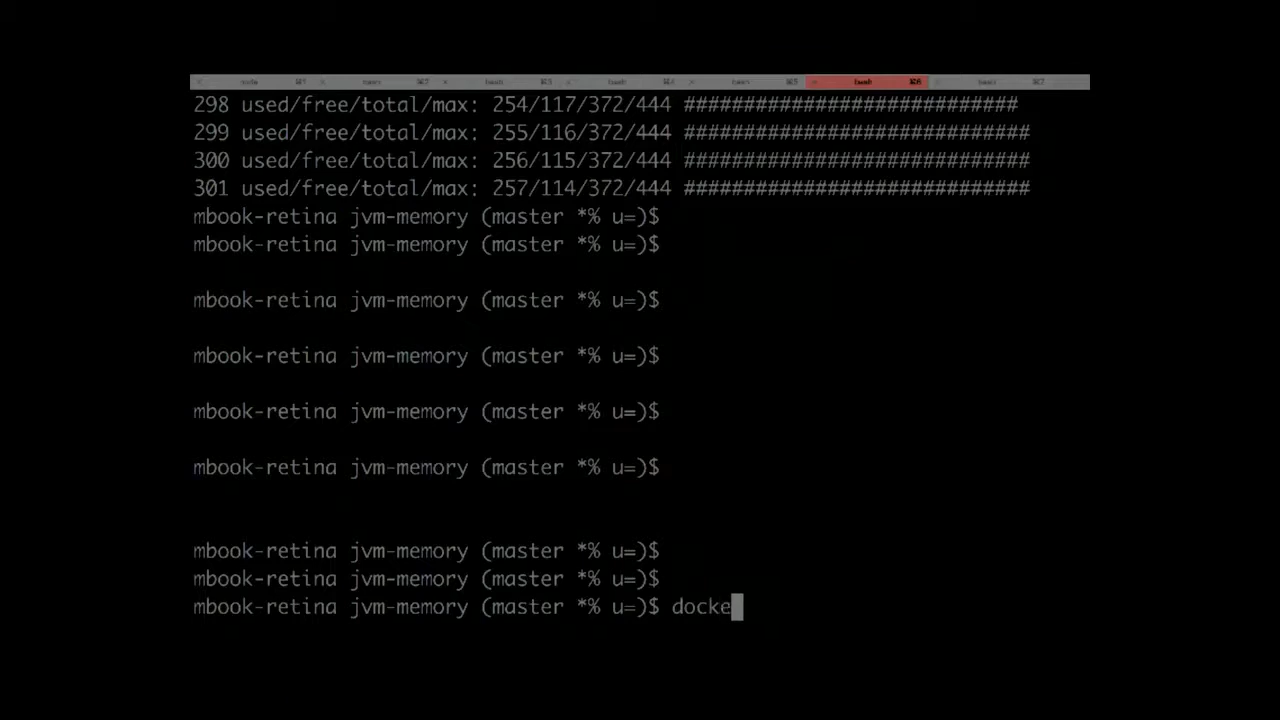 298 used/free/total/max: 254/117/372/444 ############################
299 used/free/total/max: 255/116/372/444 #############################
300 used/free/total/max: 256/115/372/444 #############################
301 used/free/total/max: 257/114/372/444 #############################
mbook-retina jvm-memory (master *% u=)$
mbook-retina jvm-memory (master *% u=)$
mbook-retina jvm-memory (master *% u=)$
mbook-retina jvm-memory (master *% u=)$
mbook-retina jvm-memory (master *% u=)$
mbook-retina jvm-memory (master *% u=)$
mbook-retina jvm-memory (master *% u=)$
mbook-retina jvm-memory (master *% u=)$
mbook-retina jvm-memory (master *% u=)$ docke